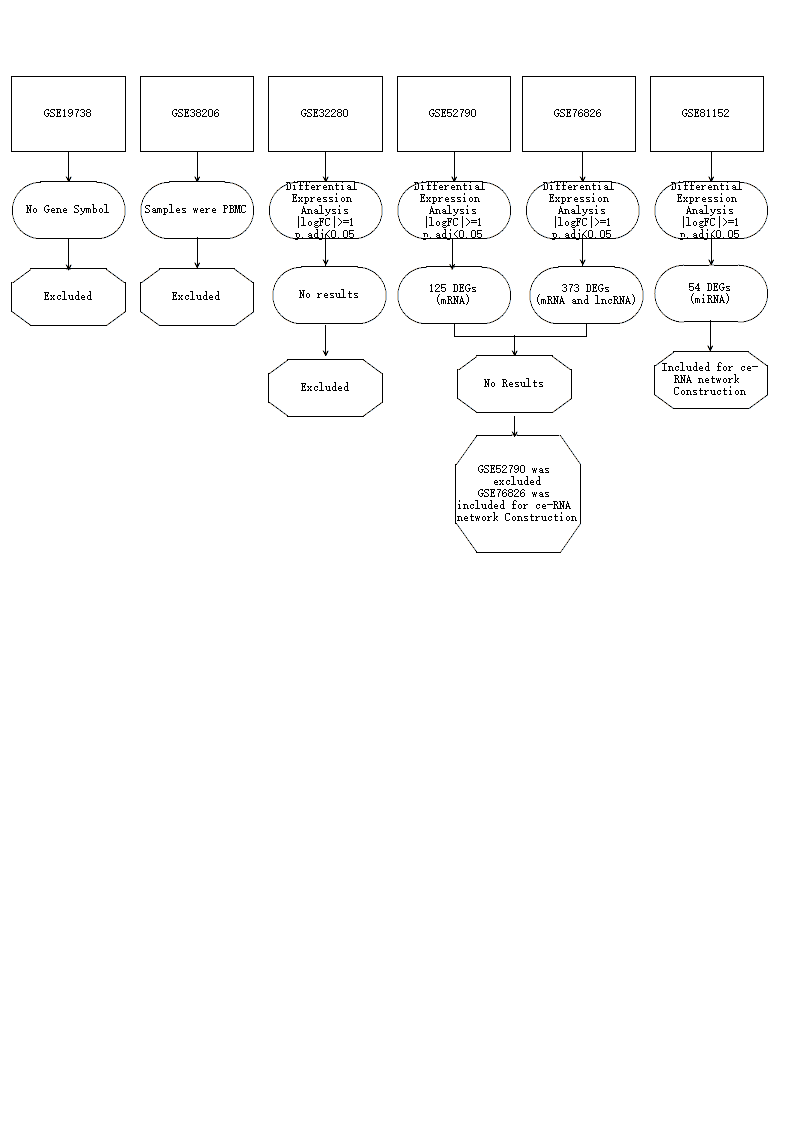 GSE19738
GSE38206
GSE32280
GSE52790
GSE76826
GSE81152
No Gene Symbol
Samples were PBMC
Differential
Expression
Analysis
|logFC|>=1
p.adj<0.05
Differential
Expression
Analysis
|logFC|>=1
p.adj<0.05
Differential
Expression
Analysis
|logFC|>=1
p.adj<0.05
Differential
Expression
Analysis
|logFC|>=1
p.adj<0.05
Excluded
Excluded
No results
125 DEGs
(mRNA)
373 DEGs
(mRNA and lncRNA)
54 DEGs
(miRNA)
Excluded
No Results
Included for ce-
RNA network
Construction
GSE52790 was
excluded
GSE76826 was
included for ce-RNA
network Construction